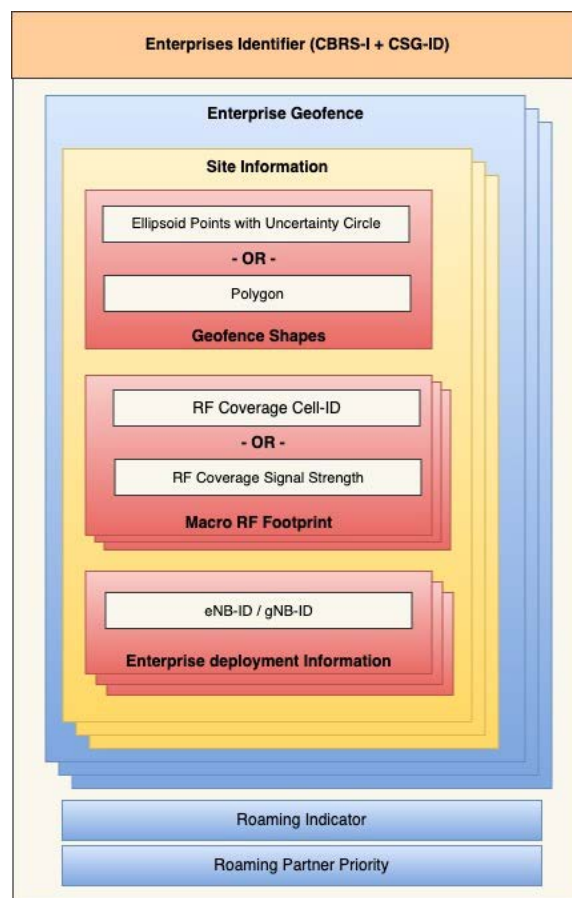 Enterprises Identifier (CBRS-I + CSG-ID)
Enterprise Geofence
Site Information
Ellipsoid Points with Uncertainty Circle
- OR -
Polygon
Geofence Shapes
RF Coverage Cell-ID
- OR -
RF Coverage Signal Strength
Macro RF Footprint
eNB-ID / gNB-ID
Enterprise deployment Information
Roaming Indicator
Roaming Partner Priority